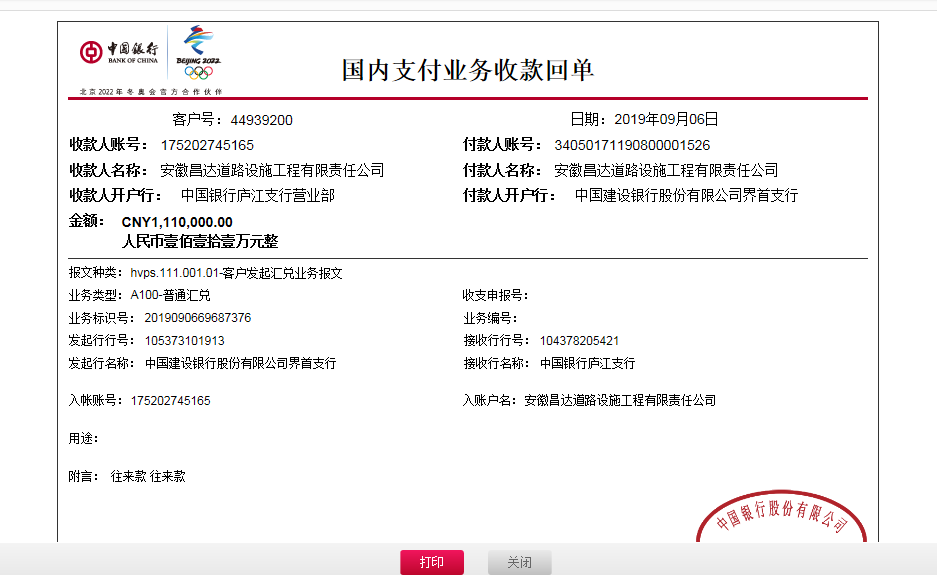 中国银行
BANK OF CHINA
BEIJING 2022
北京2022年冬奥会官方合作伙伴
国内支付业务收款回单
客户号：44939200 日期：2019年09月06日
收款人账号：175202745165 付款人账号：34050171190800001526
收款人名称：安徽昌达道路设施工程有限责任公司 付款人名称：安徽昌达道路设施工程有限责任公司
收款人开户行：中国银行庐江支行营业部 付款人开户行：中国建设银行股份有限公司界首支行
金额：CNY1,110,000.00
人民币壹佰壹拾壹万元整
报文种类：hvps.111.001.01-客户发起汇兑业务报文
业务类型：A100-普通汇兑 收支申报号：
业务标识号：2019090669687376 业务编号：
发起行行号：105373101913 接收行行号：104378205421
发起行名称：中国建设银行股份有限公司界首支行 接收行名称：中国银行庐江支行
入帐账号：175202745165 入账户名：安徽昌达道路设施工程有限责任公司
用途：
附言：往来款 往来款
中国银行股份有限公司
打印 关闭